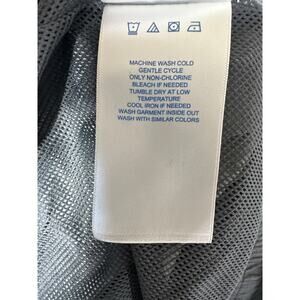 MACHINE WASH COLD
GENTLE CYCLE
ONLY NON-CHLORINE
BLEACH IF NEEDED
TUMBLE DRY AT LOW
TEMPERATURE
COOL IRON IF NEEDED
WASH GARMENT INSIDE OUT
WASH WITH SIMILAR COLORS